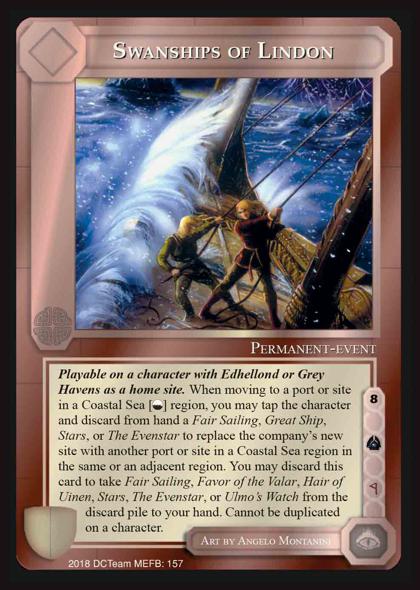 SWANSHIPS OF LINDON
PERMANENT-EVENT
Playable on a character with Edhellond or Grey
Havens as a home site. When moving to a port or site
in a Coastal Sea [] region, you may tap the character
and discard from hand a Fair Sailing, Great Ship,
Stars, or The Evenstar to replace the company's new
site with another port or site in a Coastal Sea region in
the same or an adjacent region. You may discard this
card to take Fair Sailing, Favor of the Valar, Hair of
Uinen, Stars, The Evenstar, or Ulmo's Watch from the
discard pile to your hand. Cannot be duplicated
on a character.
8
ART BY ANGELO MONTANINI
2018 DCTeam MEFB: 157